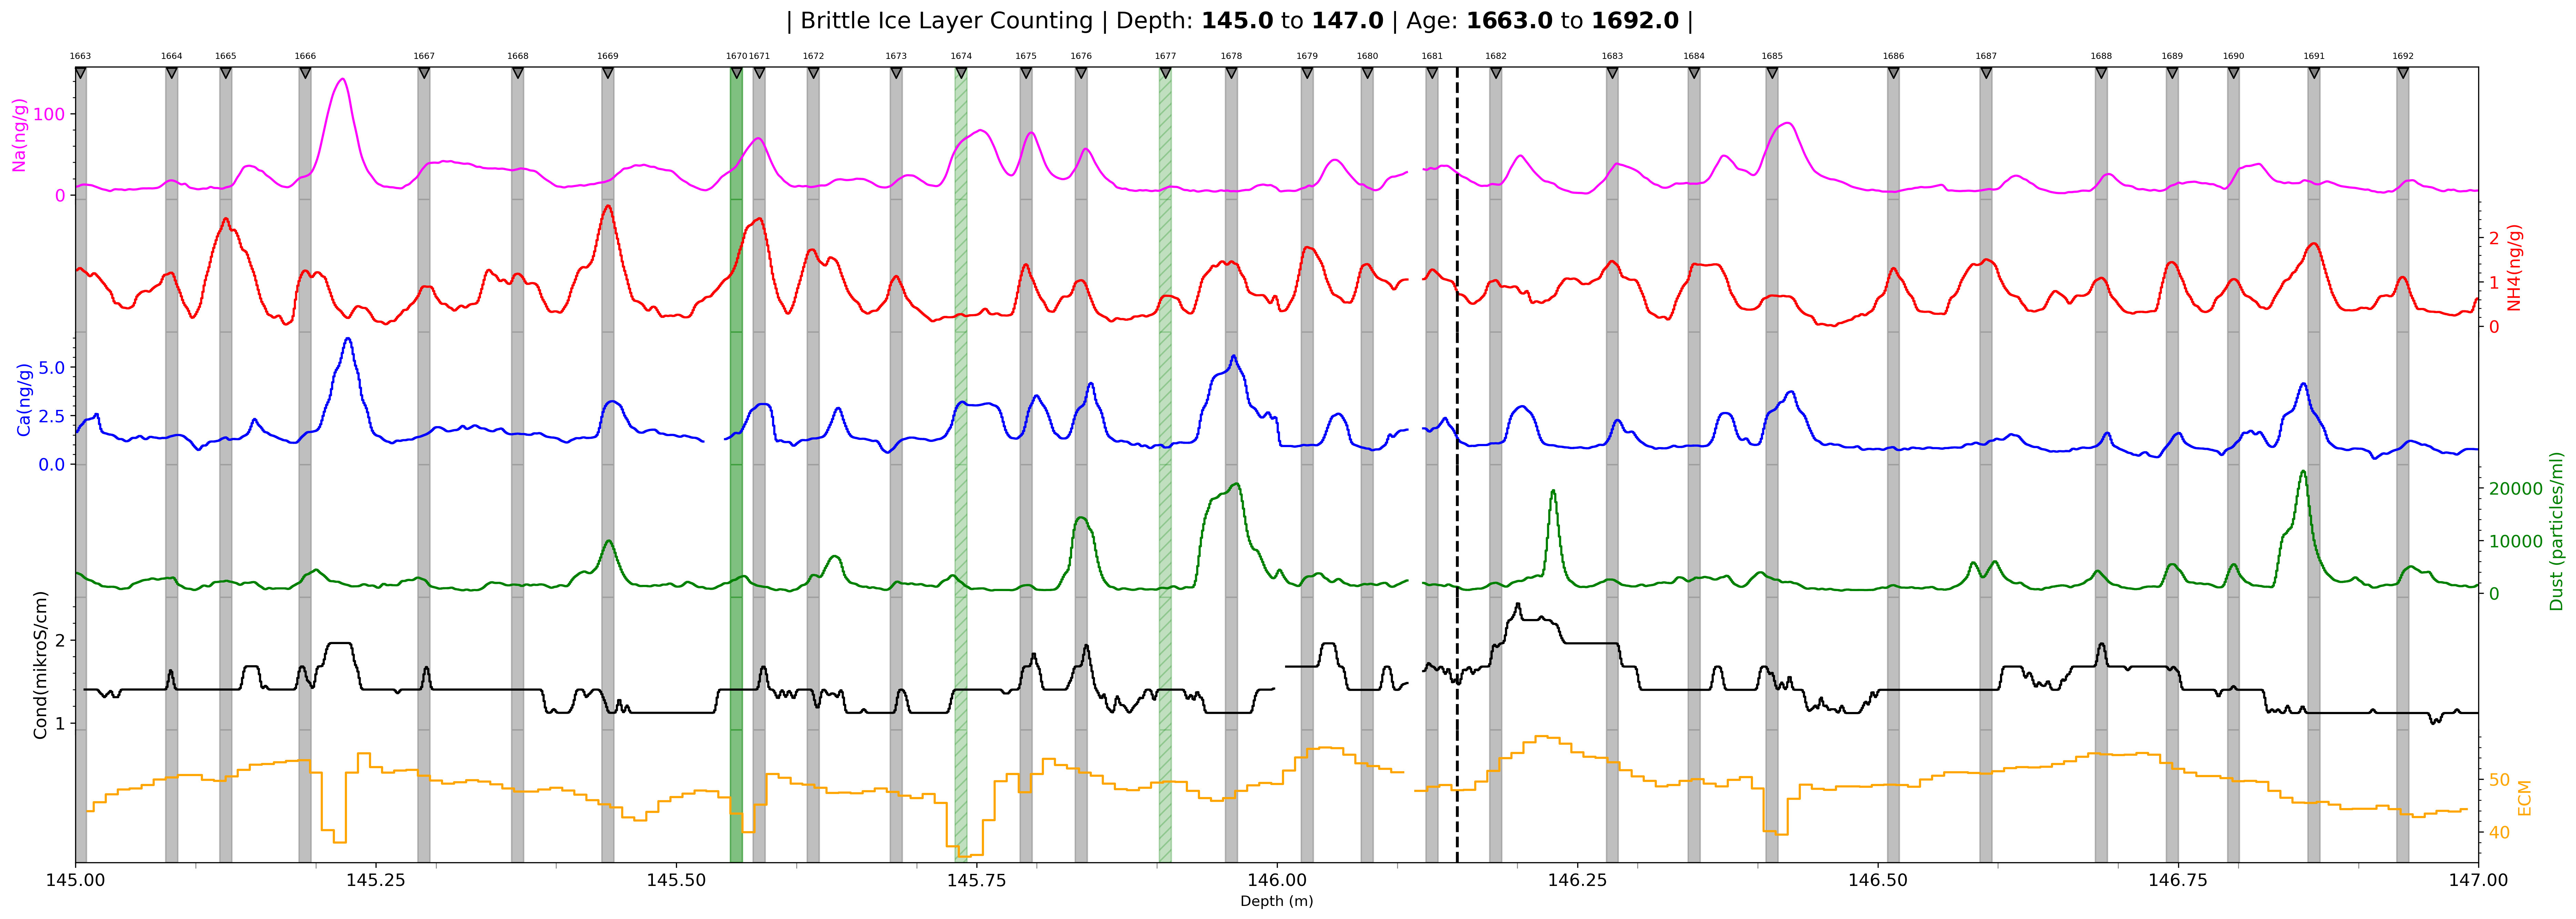 | Brittle Ice Layer Counting | Depth: 145.0 to 147.0 | Age: 1663.0 to 1692.0 |
1663 1664 1665 1666 1667 1668 1669 1670 1671 1672 1673 1674 1675 1676 1677 1678 1679 1680 1681 1682 1683 1684 1685 1686 1687 1688 1689 1690 1691 1692
Na(ng/g)
100
0
NH4(ng/g)
2
1
0
Ca(ng/g)
5.0
2.5
0.0
Dust (particles/ml)
20000
10000
0
Cond(mikroS/cm)
2
1
ECM
50
40
145.00 145.25 145.50 145.75 146.00 146.25 146.50 146.75 147.00
Depth (m)